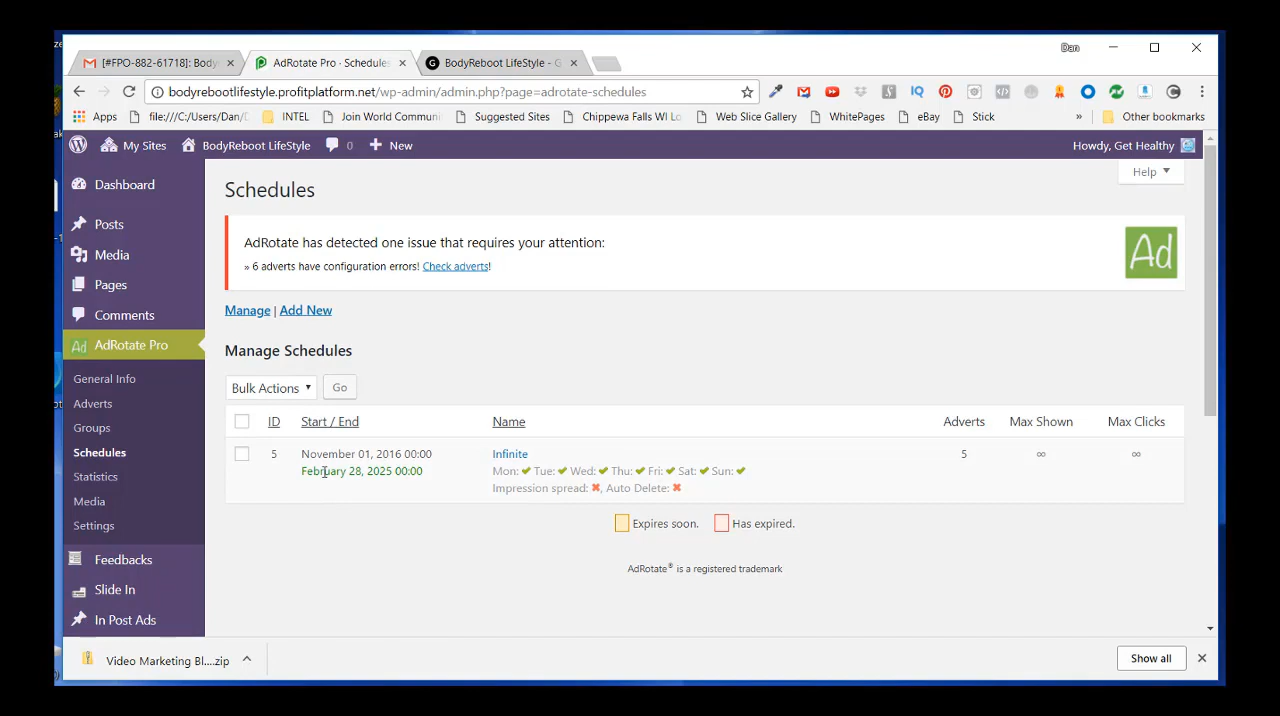 Dan
[#FPO-882-61718]: Body
AdRotate Pro - Schedules
BodyReboot LifeStyle - G
bodyrebootlifestyle.profitplatform.net/wp-admin/admin.php?page=adrotate-schedules
Apps
file:///C:/Users/Dan/D
INTEL
Join World Communi
Suggested Sites
Chippewa Falls WI Lo
Web Slice Gallery
WhitePages
eBay
Stick
»
Other bookmarks
My Sites
BodyReboot LifeStyle
0
New
Howdy, Get Healthy
Dashboard
Posts
Media
Pages
Comments
AdRotate Pro
General Info
Adverts
Groups
Schedules
Statistics
Media
Settings
Feedbacks
Slide In
In Post Ads
Help
Schedules
AdRotate has detected one issue that requires your attention:
» 6 adverts have configuration errors! Check adverts!
Ad
Manage | Add New
Manage Schedules
Bulk Actions
Go
ID Start / End Name Adverts Max Shown Max Clicks
5 November 01, 2016 00:00 Infinite 5 ∞ ∞
February 28, 2025 00:00 Mon: ✔ Tue: ✔ Wed: ✔ Thu: ✔ Fri: ✔ Sat: ✔ Sun: ✔
Impression spread: ✖, Auto Delete: ✖
Expires soon. Has expired.
AdRotate® is a registered trademark
Video Marketing Bl....zip
Show all